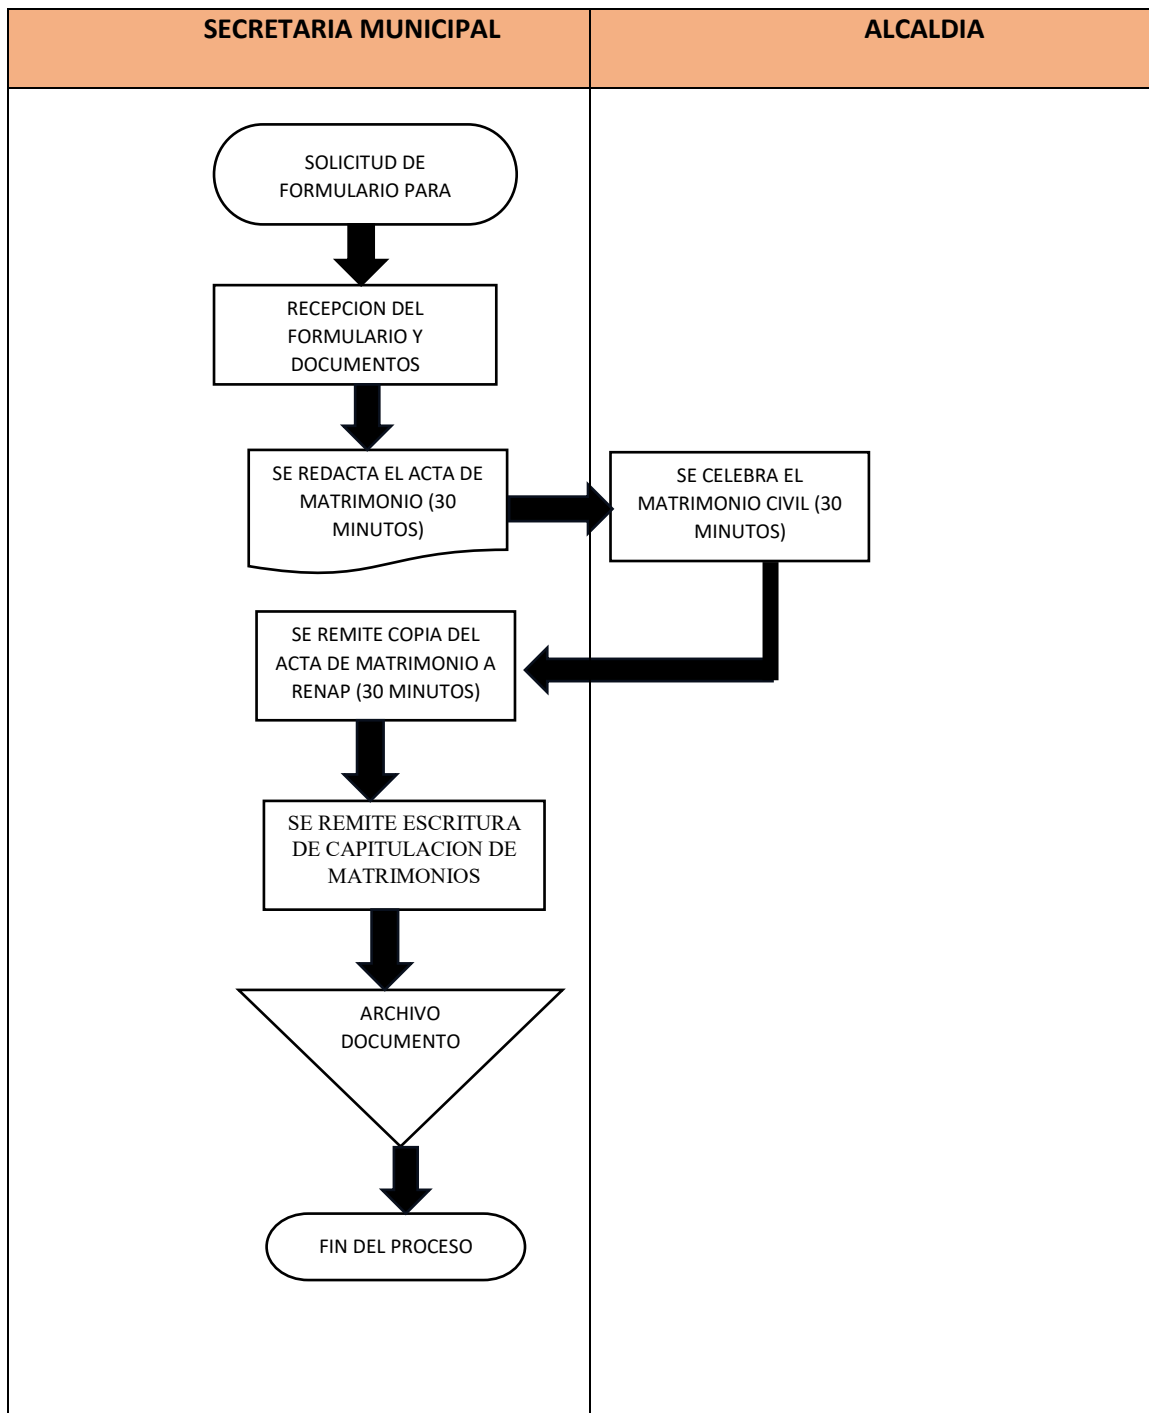 SECRETARIA MUNICIPAL
ALCALDIA
SOLICITUD DE
FORMULARIO PARA
RECEPCION DEL
FORMULARIO Y
DOCUMENTOS
SE REDACTA EL ACTA DE
MATRIMONIO (30
MINUTOS)
SE CELEBRA EL
MATRIMONIO CIVIL (30
MINUTOS)
SE REMITE COPIA DEL
ACTA DE MATRIMONIO A
RENAP (30 MINUTOS)
SE REMITE ESCRITURA
DE CAPITULACION DE
MATRIMONIOS
ARCHIVO
DOCUMENTO
FIN DEL PROCESO